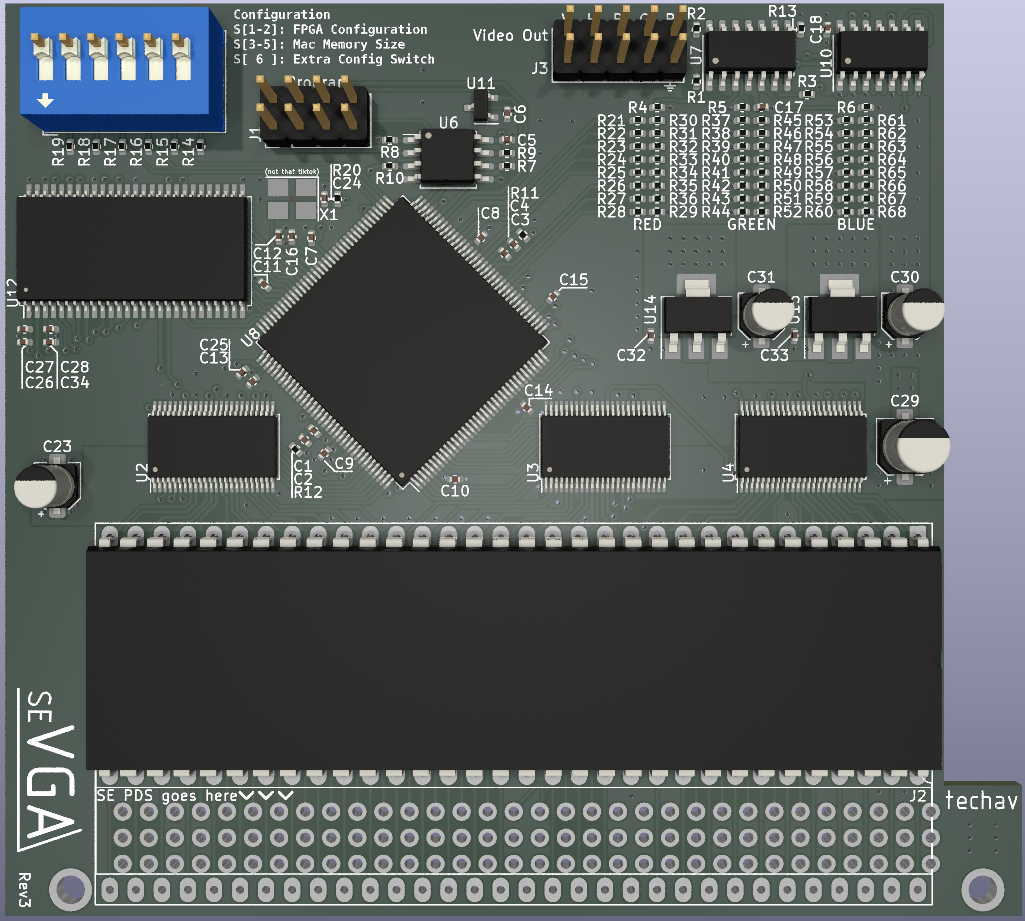 Configuration
S[1-2]: FPGA Configuration
S[3-5]: Mac Memory Size
S[ 6 ]: Extra Config Switch
Video Out
J3
R2
U7
R1
R13
C18
U10
R3
U11
C6
J1
U6
R8
R10
C5
R9
R7
R19
R18
R17
R16
R15
R14
R4
R5
C17
R6
R21 R30 R37 R45 R53 R61
R22 R31 R38 R46 R54 R62
R23 R32 R39 R47 R55 R63
R24 R33 R40 R48 R56 R64
R25 R34 R41 R49 R57 R65
R26 R35 R42 R50 R58 R66
R27 R36 R43 R51 R59 R67
R28 R29 R44 R52 R60 R68
RED GREEN BLUE
(not that tiktok)
R20
C24
X1
R11
C4
C3
C8
C12
C11
C16
C7
U12
C15
U14
C31
C30
C32
C33
C27 C28
C26 C34
C25
C13
U8
C14
C29
C23
U2
C1
C2
R12
C9
C10
U3
U4
SE PDS goes here
J2
techav
SEVGA
Rev3